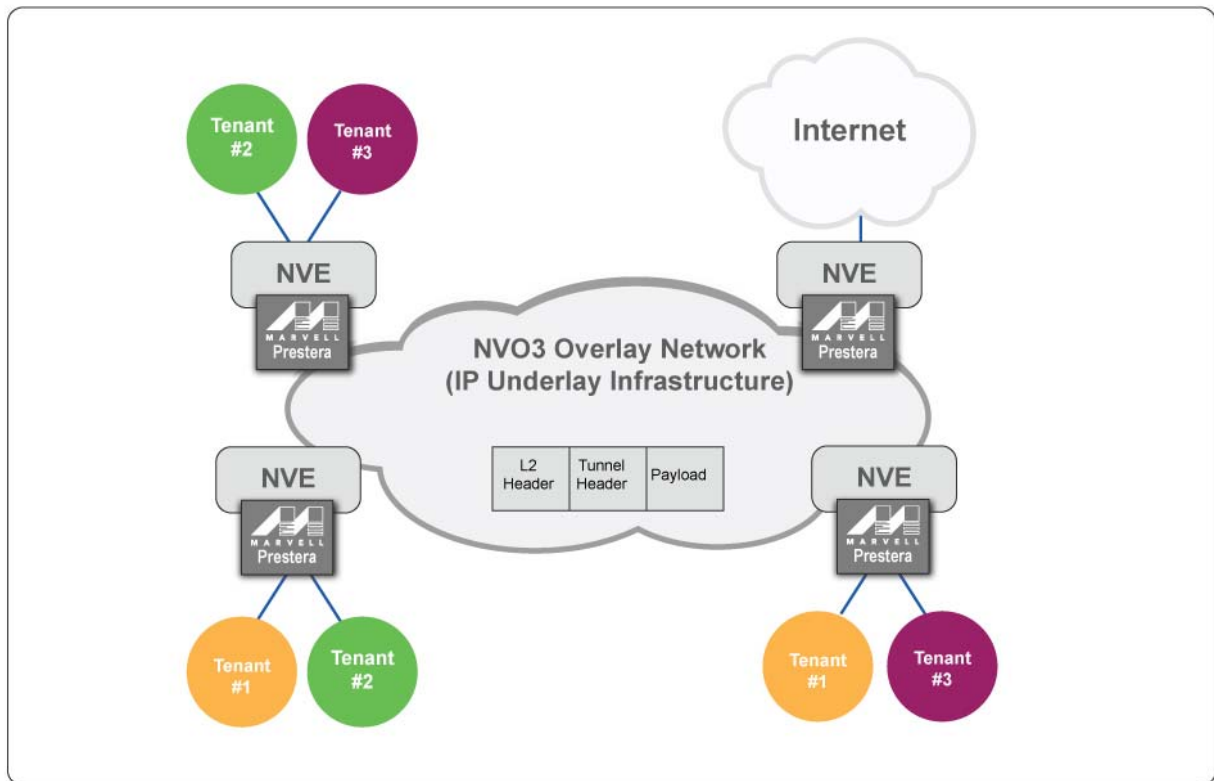 Tenant
#2
Tenant
#3
Internet
NVE
MARVELL
Prestera
NVE
MARVELL
Prestera
NVO3 Overlay Network
(IP Underlay Infrastructure)
L2
Header
Tunnel
Header
Payload
NVE
MARVELL
Prestera
NVE
MARVELL
Prestera
Tenant
#1
Tenant
#2
Tenant
#1
Tenant
#3